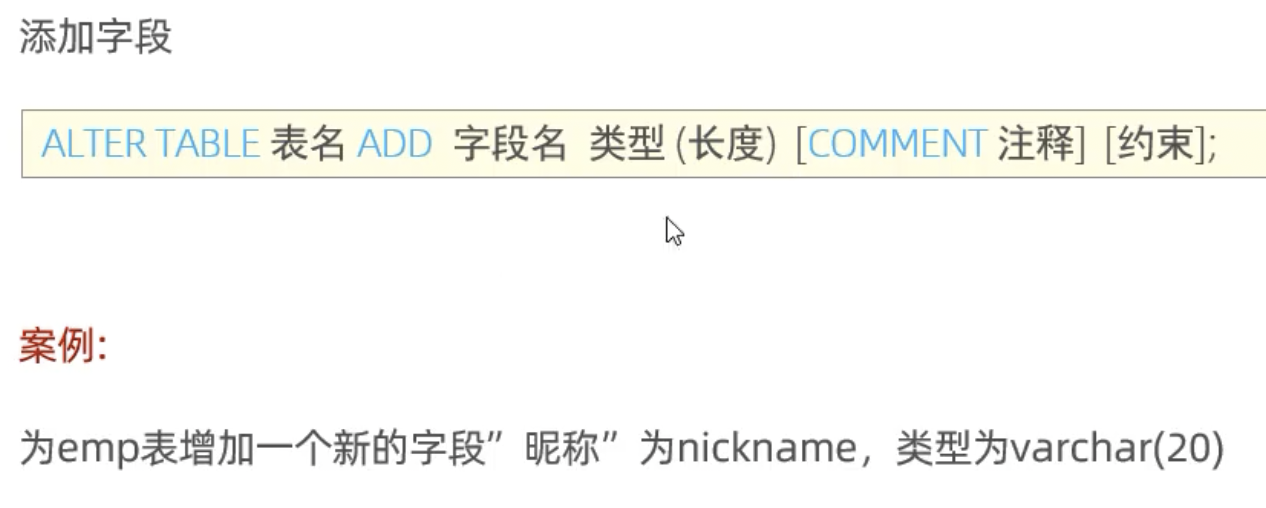 添加字段
ALTER TABLE 表名 ADD 字段名 类型 (长度) [COMMENT 注释] [约束];
案例:
为emp表增加一个新的字段”昵称”为nickname，类型为varchar(20)